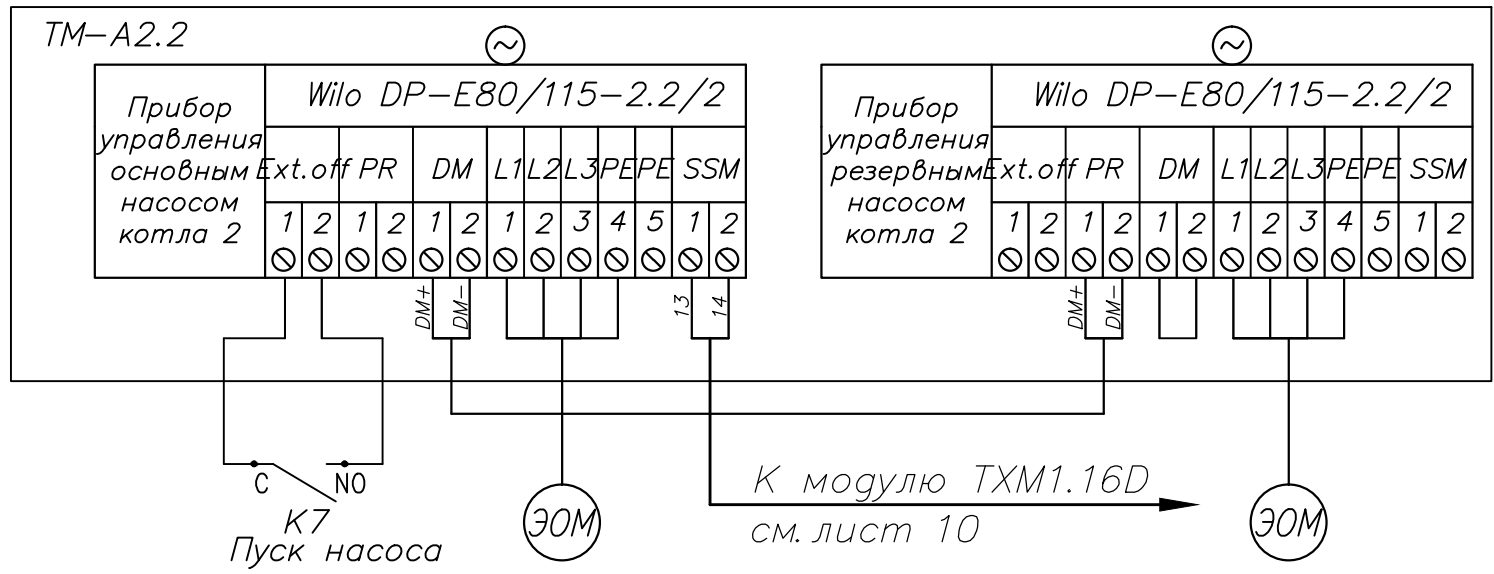 ТМ-А2.2
Прибор
управления
основным
насосом
котла 2
Wilo DP-E80/115-2.2/2
Ext.off PR DM L1 L2 L3 PE PE SSM
1 2 1 2 1 2 1 2 3 4 5 1 2
DM+ DM- 13 14
Прибор
управления
резервным
насосом
котла 2
Wilo DP-E80/115-2.2/2
Ext.off PR DM L1 L2 L3 PE PE SSM
1 2 1 2 1 2 1 2 3 4 5 1 2
DM+ DM-
C NO
K7
Пуск насоса
ЭОМ
К модулю TXM1.16D
см. лист 10
ЭОМ